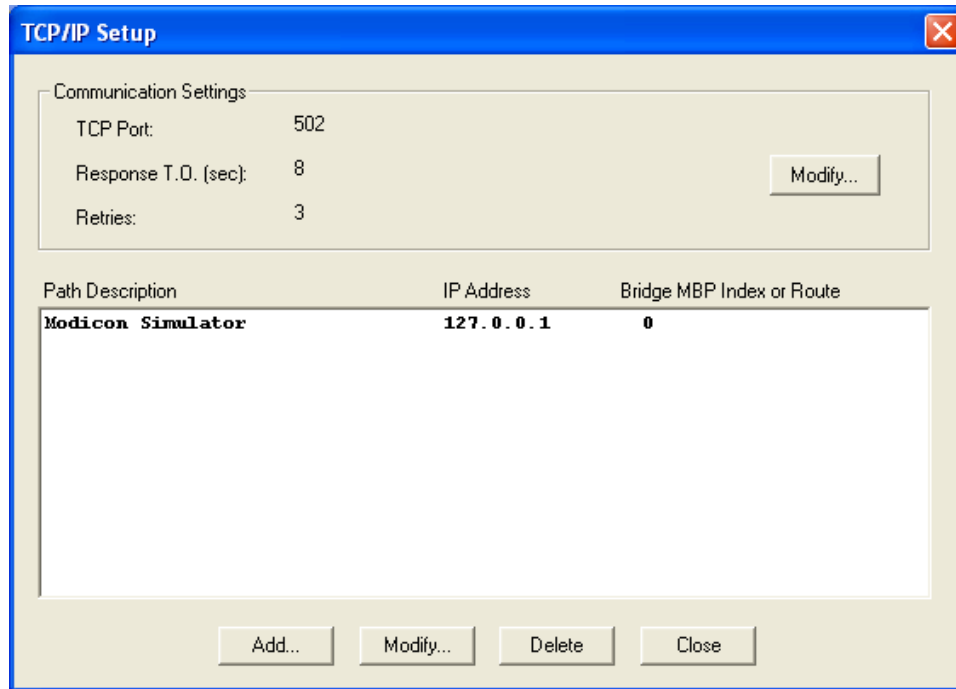 TCP/IP Setup
Communication Settings
TCP Port: 502
Response T.O. (sec): 8
Modify...
Retries: 3
Path Description IP Address Bridge MBP Index or Route
Modicon Simulator 127.0.0.1 0
Add... Modify... Delete Close